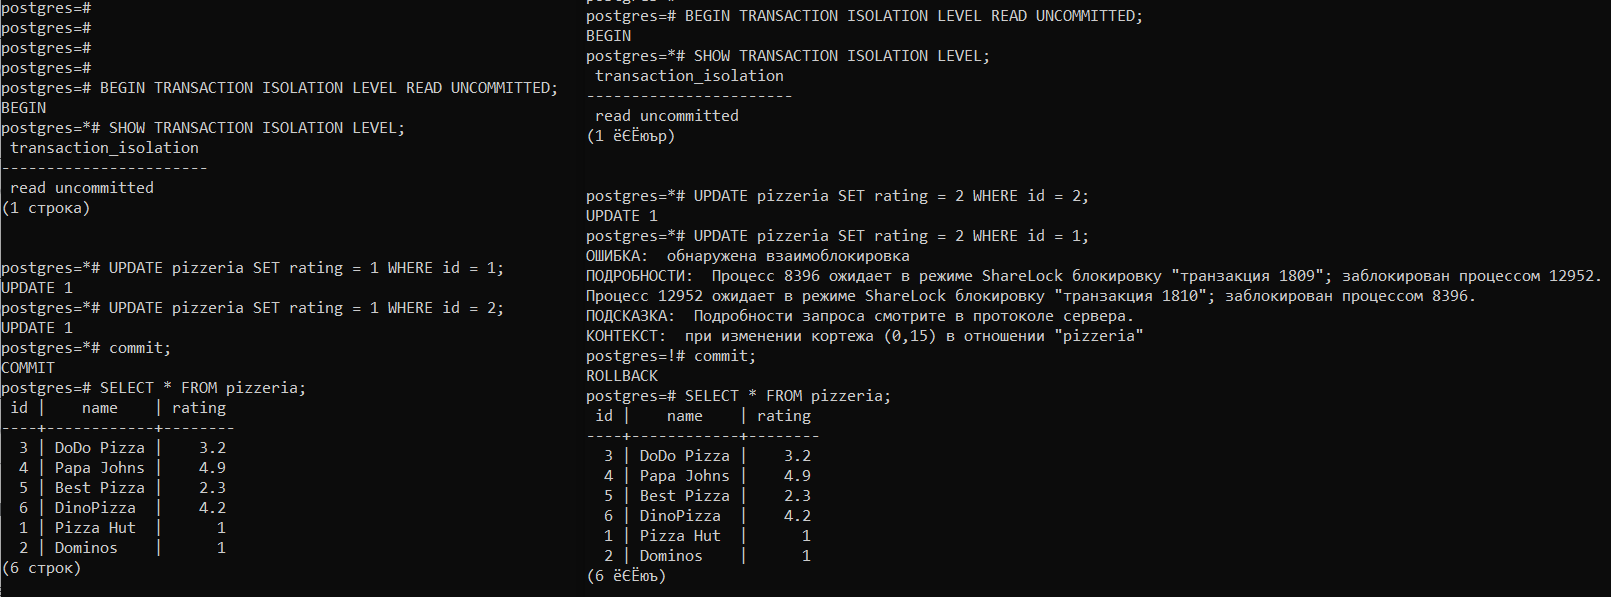 postgres=#
postgres=#
postgres=#
postgres=#
postgres=# BEGIN TRANSACTION ISOLATION LEVEL READ UNCOMMITTED;
BEGIN
postgres=*# SHOW TRANSACTION ISOLATION LEVEL;
 transaction_isolation
-----------------------
 read uncommitted
(1 строка)
postgres=*# UPDATE pizzeria SET rating = 1 WHERE id = 1;
UPDATE 1
postgres=*# UPDATE pizzeria SET rating = 1 WHERE id = 2;
UPDATE 1
postgres=*# commit;
COMMIT
postgres=# SELECT * FROM pizzeria;
 id |    name    | rating
----+------------+--------
  3 | DoDo Pizza |    3.2
  4 | Papa Johns |    4.9
  5 | Best Pizza |    2.3
  6 | DinoPizza  |    4.2
  1 | Pizza Hut  |      1
  2 | Dominos    |      1
(6 строк)
postgres=# BEGIN TRANSACTION ISOLATION LEVEL READ UNCOMMITTED;
BEGIN
postgres=*# SHOW TRANSACTION ISOLATION LEVEL;
 transaction_isolation
-----------------------
 read uncommitted
(1 ёЄЁюър)
postgres=*# UPDATE pizzeria SET rating = 2 WHERE id = 2;
UPDATE 1
postgres=*# UPDATE pizzeria SET rating = 2 WHERE id = 1;
ОШИБКА:  обнаружена взаимоблокировка
ПОДРОБНОСТИ:  Процесс 8396 ожидает в режиме ShareLock блокировку "транзакция 1809"; заблокирован процессом 12952.
Процесс 12952 ожидает в режиме ShareLock блокировку "транзакция 1810"; заблокирован процессом 8396.
ПОДСКАЗКА:  Подробности запроса смотрите в протоколе сервера.
КОНТЕКСТ:  при изменении кортежа (0,15) в отношении "pizzeria"
postgres=!# commit;
ROLLBACK
postgres=# SELECT * FROM pizzeria;
 id |    name    | rating
----+------------+--------
  3 | DoDo Pizza |    3.2
  4 | Papa Johns |    4.9
  5 | Best Pizza |    2.3
  6 | DinoPizza  |    4.2
  1 | Pizza Hut  |      1
  2 | Dominos    |      1
(6 ёЄЁюъ)